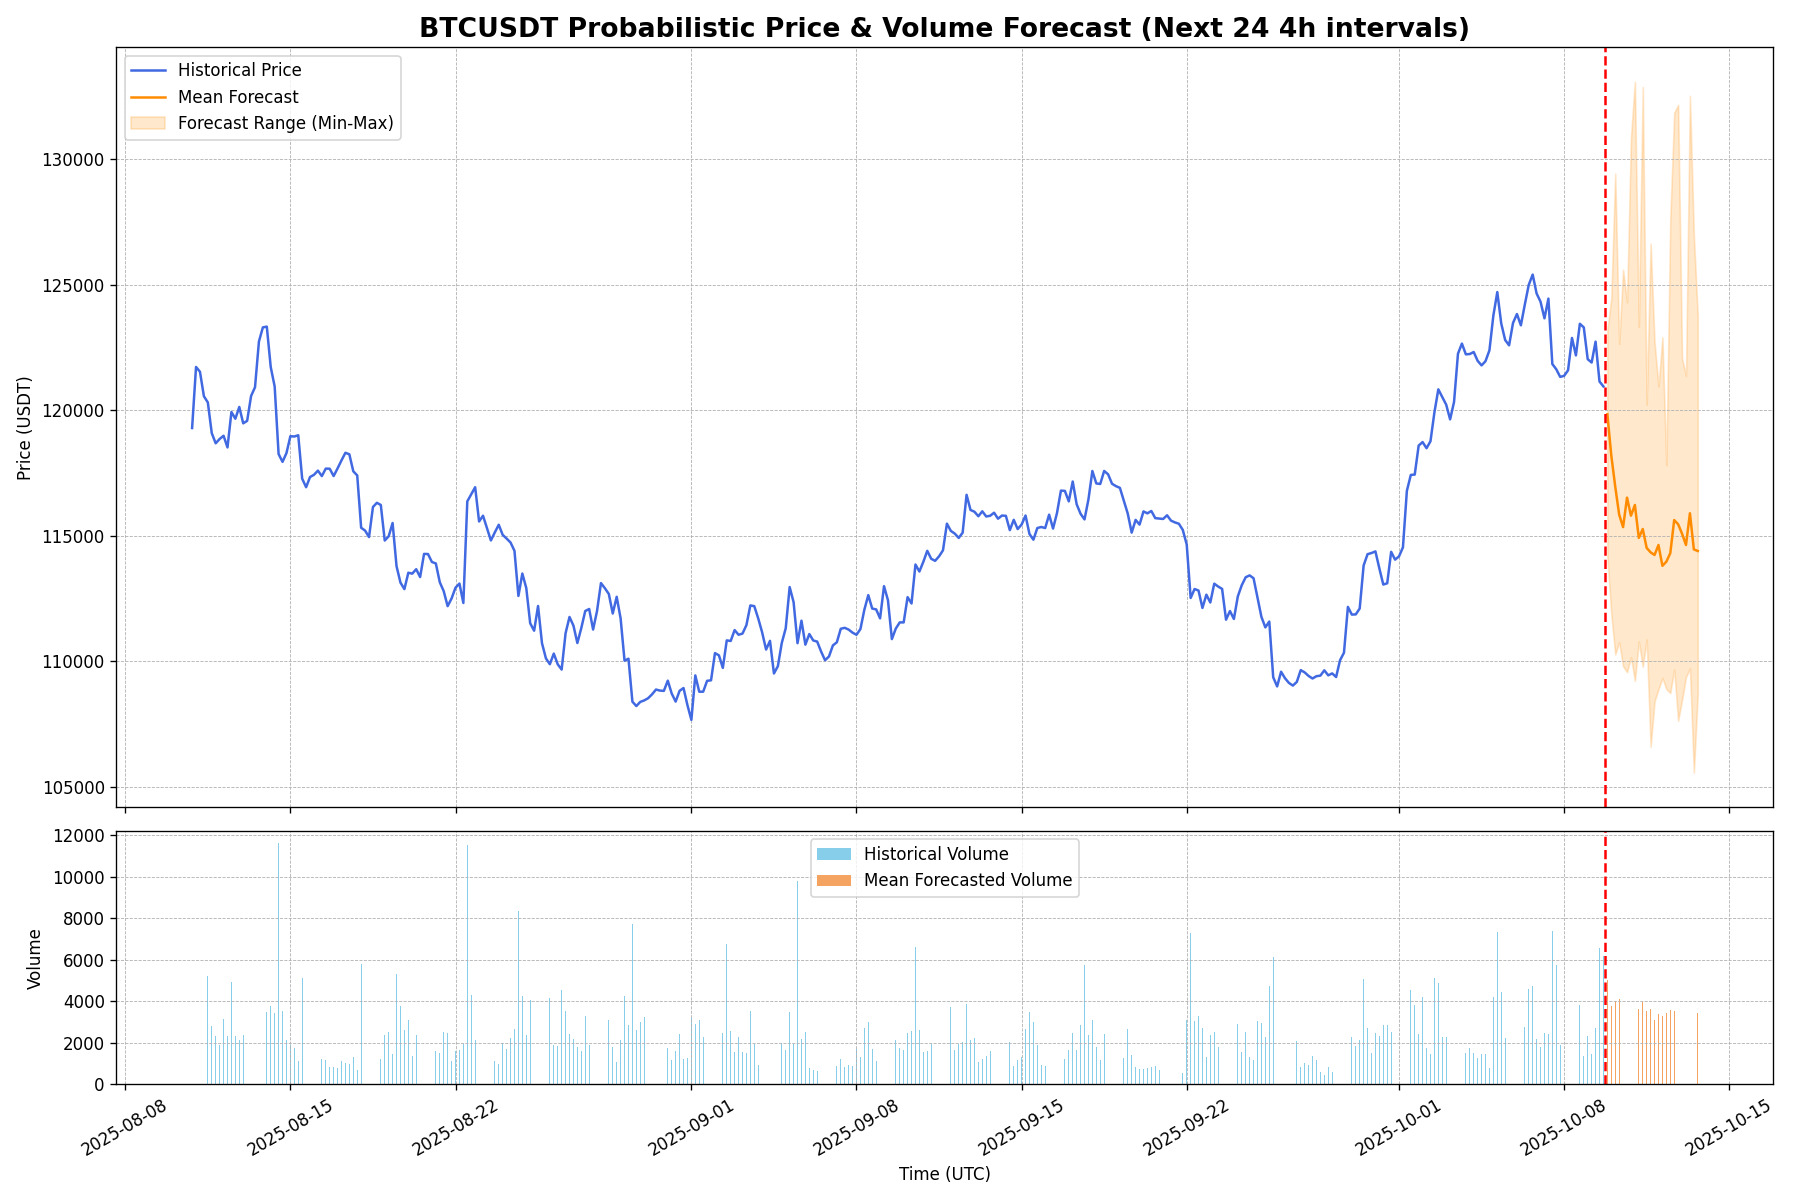 BTCUSDT Probabilistic Price & Volume Forecast (Next 24 4h intervals)
Historical Price
Mean Forecast
Forecast Range (Min-Max)
130000
125000
120000
115000
110000
105000
Price (USDT)
Historical Volume
Mean Forecasted Volume
12000
10000
8000
6000
4000
2000
0
Volume
2025-08-08
2025-08-15
2025-08-22
2025-09-01
2025-09-08
2025-09-15
2025-09-22
2025-10-01
2025-10-08
2025-10-15
Time (UTC)